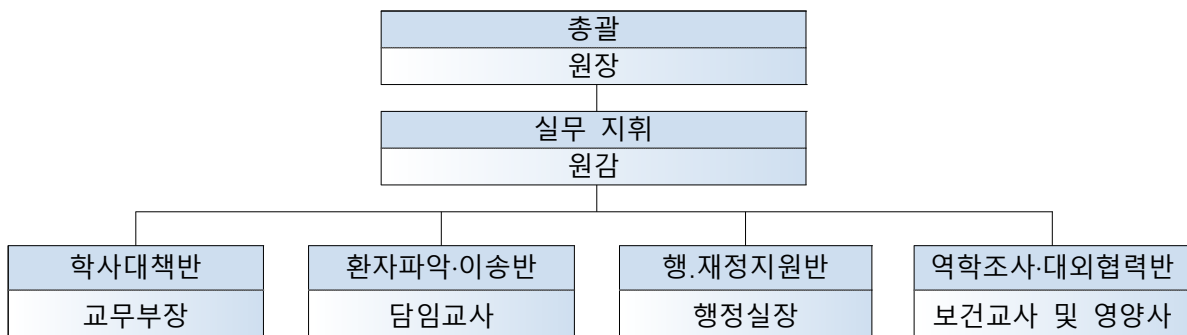 총괄
원장
실무 지휘
원감
학사대책반
교무부장
환자파악·이송반
담임교사
행.재정지원반
행정실장
역학조사·대외협력반
보건교사 및 영양사